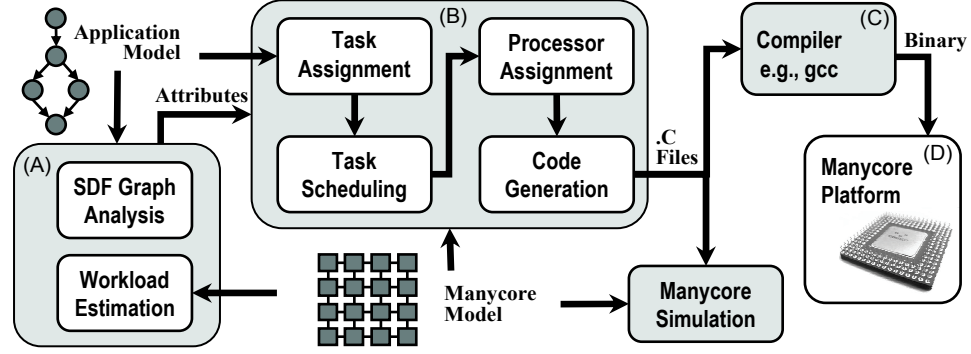 Application
Model
Attributes
(A)
SDF Graph
Analysis
Workload
Estimation
(B)
Task
Assignment
Processor
Assignment
Task
Scheduling
Code
Generation
.C
Files
Manycore
Model
Manycore
Simulation
(C)
Compiler
e.g., gcc
Binary
(D)
Manycore
Platform